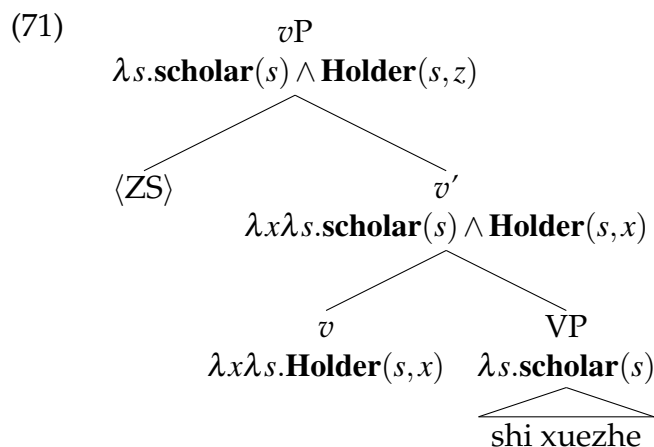 (71)
vP
λs.scholar(s) ∧ Holder(s, z)
⟨ZS⟩ v′
λxλs.scholar(s) ∧ Holder(s, x)
v VP
λxλs.Holder(s, x) λs.scholar(s)
shi xuezhe